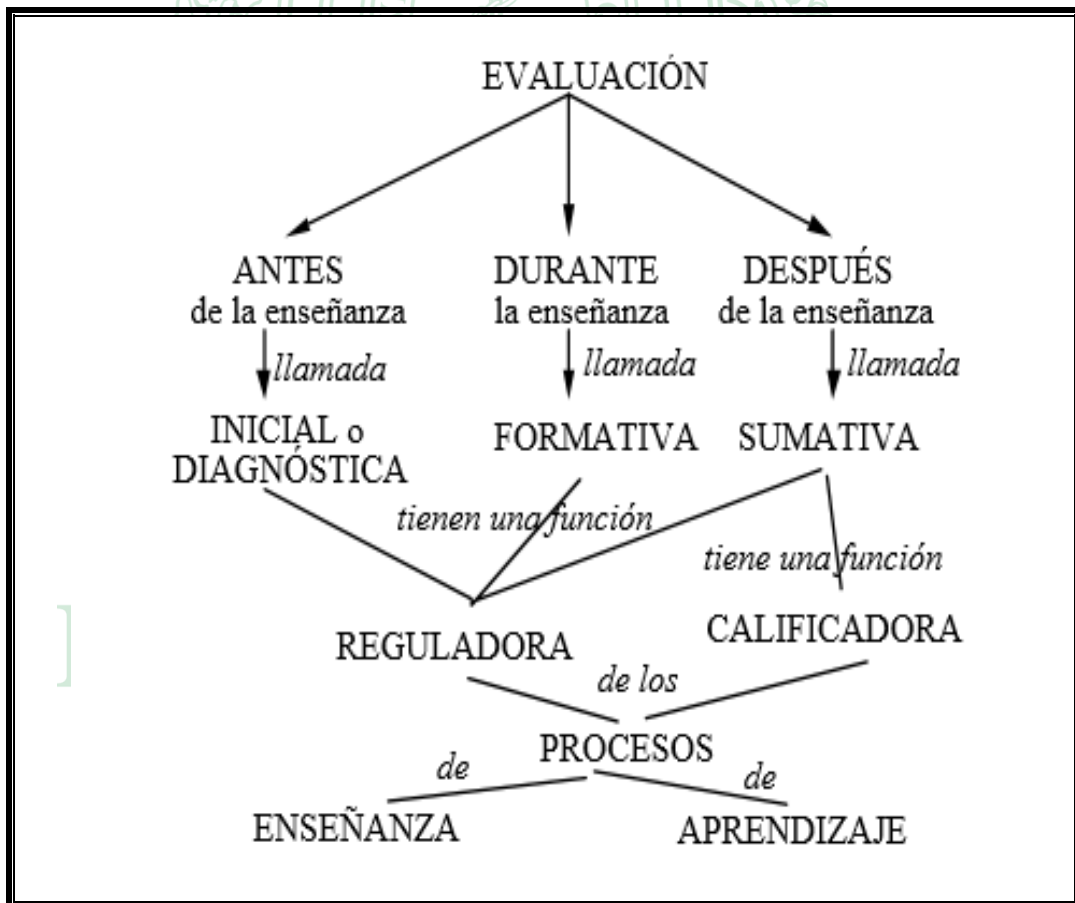 EVALUACIÓN
ANTES
de la enseñanza
DURANTE
la enseñanza
DESPUÉS
de la enseñanza
llamada
llamada
llamada
INICIAL o
DIAGNÓSTICA
FORMATIVA
SUMATIVA
tienen una función
tiene una función
REGULADORA
CALIFICADORA
de los
PROCESOS
de
de
ENSEÑANZA
APRENDIZAJE